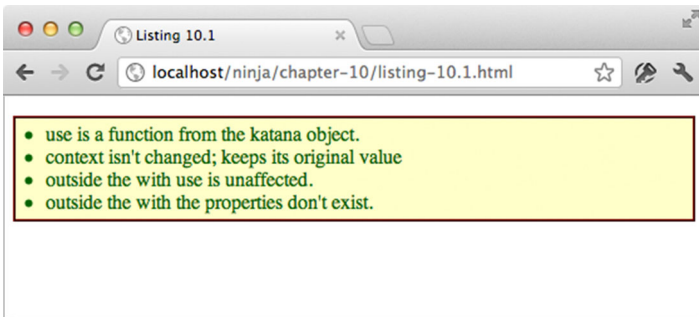 Listing 10.1
localhost/ninja/chapter-10/listing-10.1.html
use is a function from the katana object.
context isn't changed; keeps its original value
outside the with use is unaffected.
outside the with the properties don't exist.